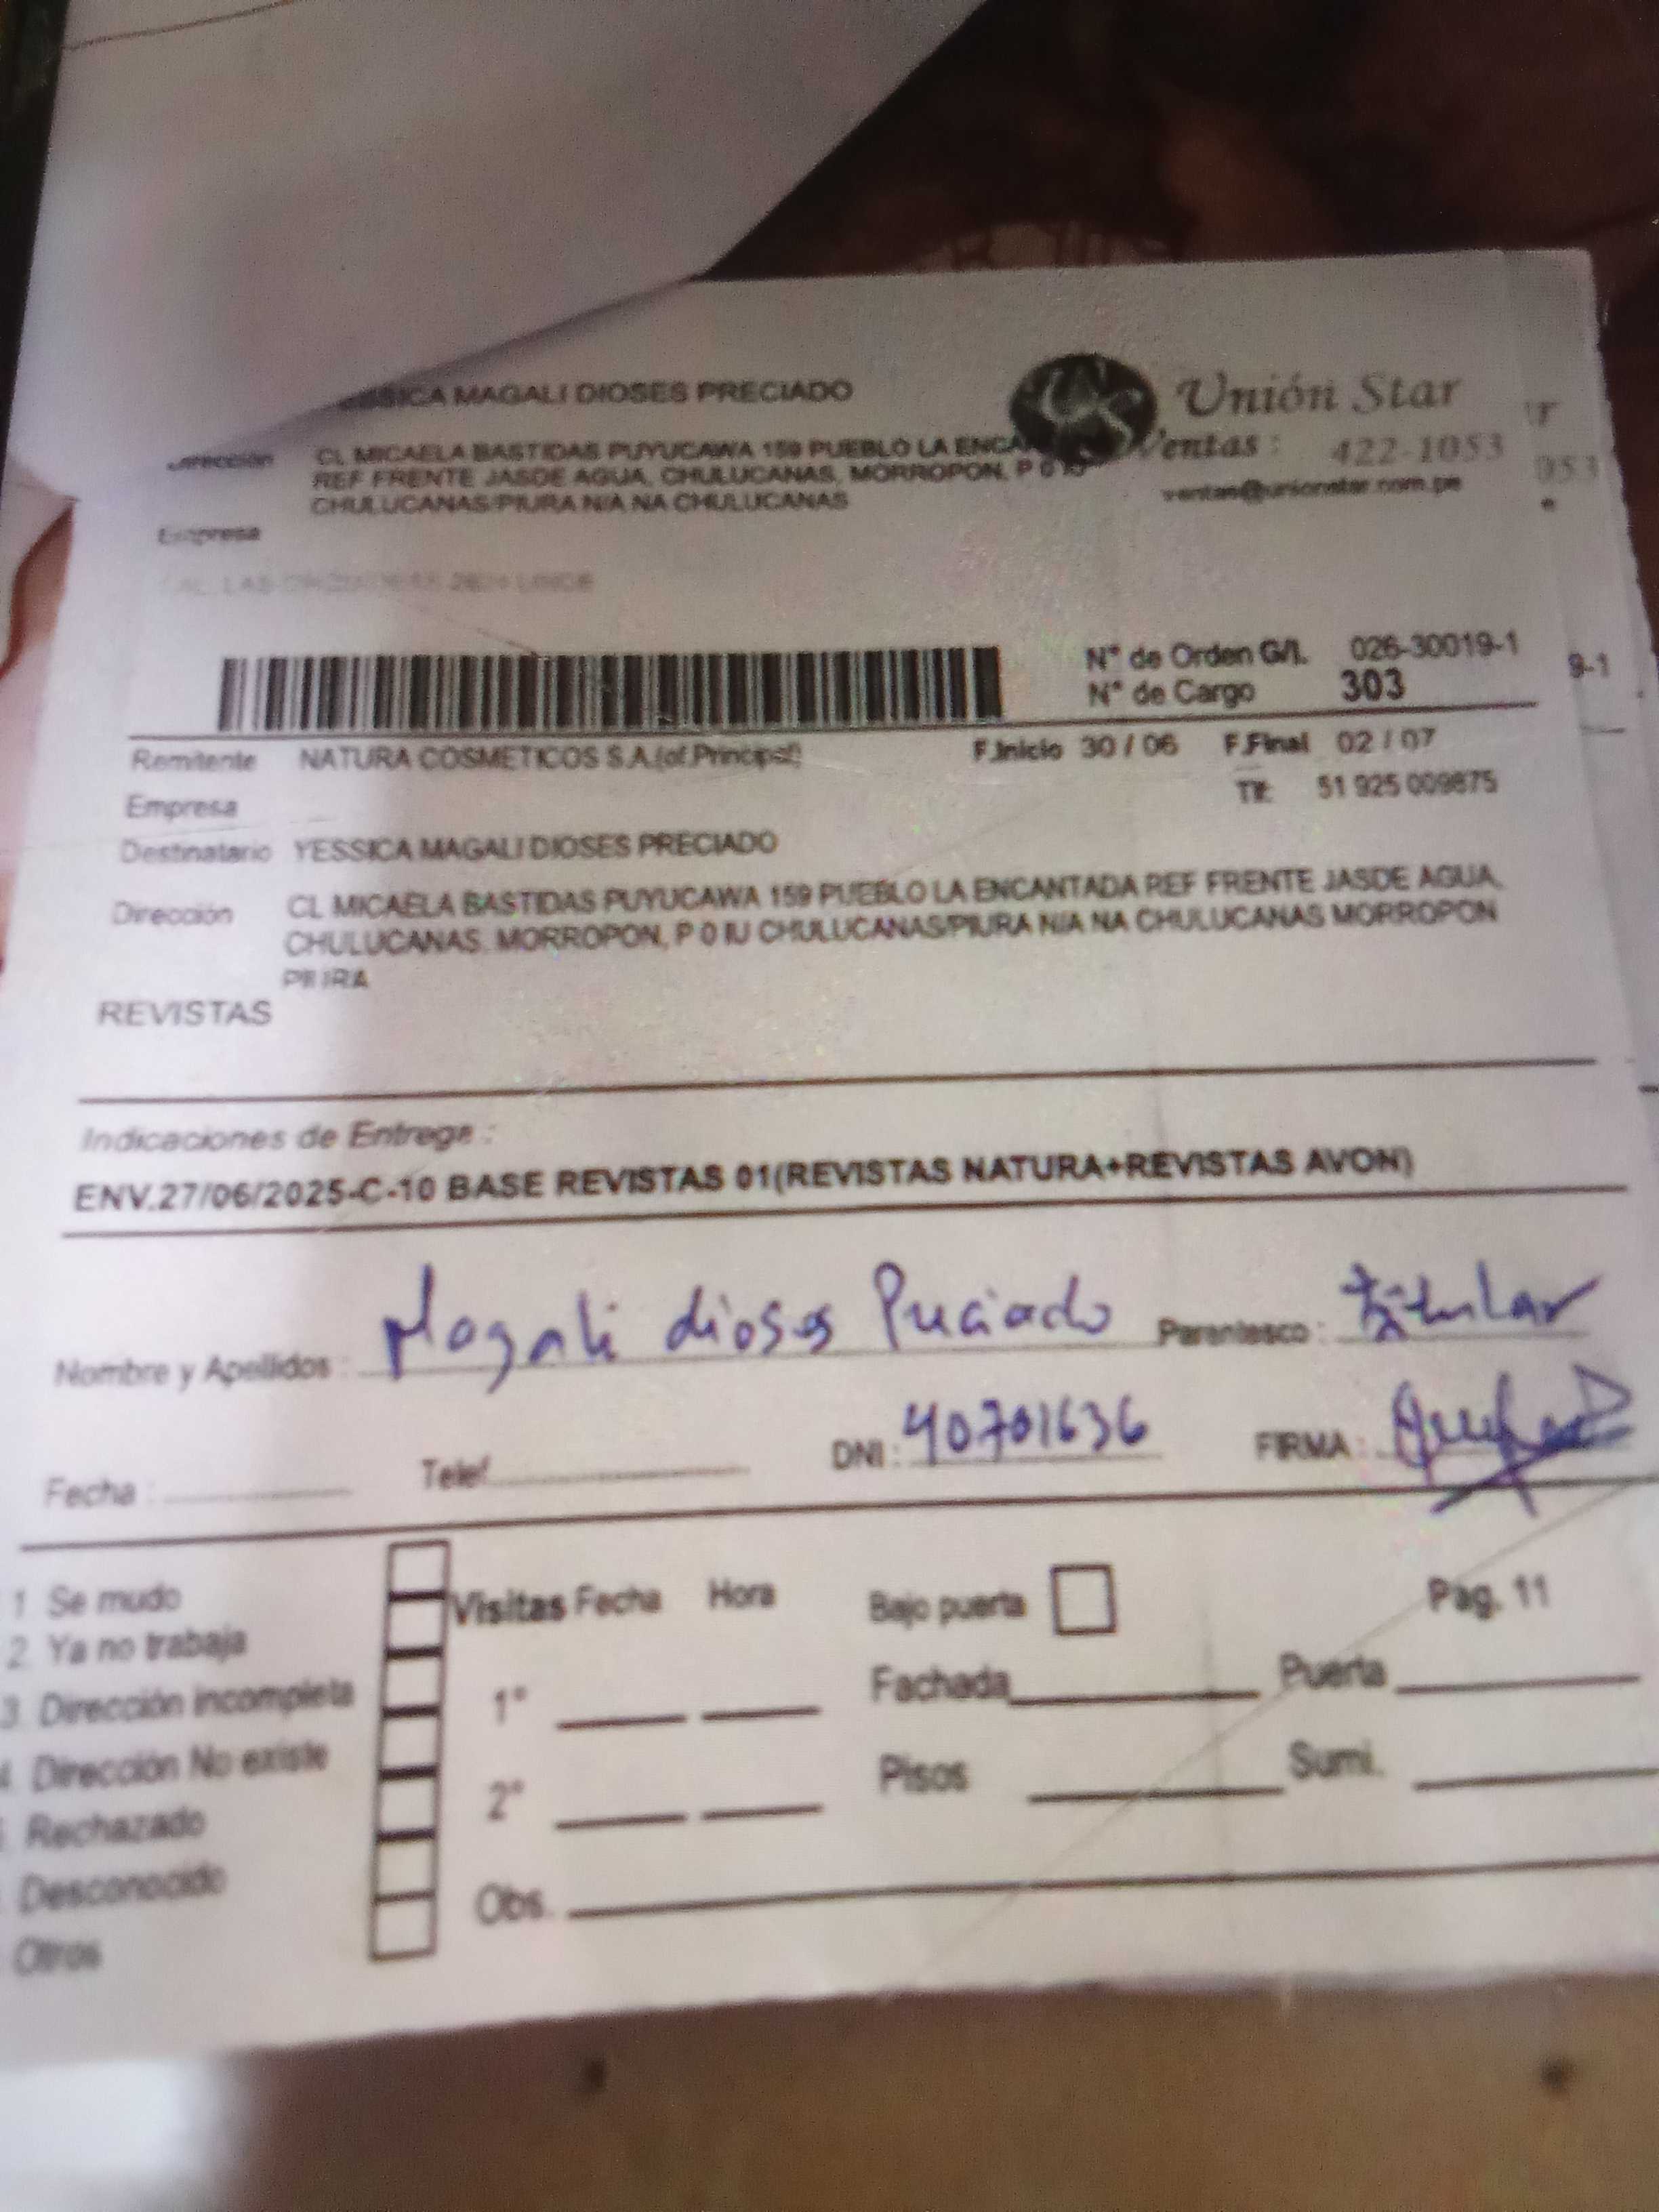 MAGALI DIOSES PRECIADO
Unión Star
Dirección CL MICAELA BASTIDAS PUYUCAWA 159 PUEBLO LA ENCA
Ventas : 422-1053
REF FRENTE JASDE AGUA, CHULUCANAS, MORROPON, P 0 IU
ventas@unionstar.com.pe
CHULUCANAS/PIURA N/A NA CHULUCANAS
Empresa
N° de Orden G/L 026-30019-1
9-1
N° de Cargo 303
Remitente NATURA COSMETICOS S.A.(of.Principal) F.Inicio 30 / 06 F.Final 02 / 07
Empresa Tlf: 51 925 009875
Destinatario YESSICA MAGALI DIOSES PRECIADO
Dirección CL MICAELA BASTIDAS PUYUCAWA 159 PUEBLO LA ENCANTADA REF FRENTE JASDE AGUA,
CHULUCANAS, MORROPON, P 0 IU CHULUCANAS/PIURA N/A NA CHULUCANAS MORROPON
PIURA
REVISTAS
Indicaciones de Entrega :
ENV.27/06/2025-C-10 BASE REVISTAS 01(REVISTAS NATURA+REVISTAS AVON)
Nombre y Apellidos : Magali dioses Preciado Parentesco : titular
Fecha : Telef. DNI : 40701636 FIRMA :
1 Se mudo
Visitas Fecha Hora Bajo puerta Pag. 11
2. Ya no trabaja
3. Dirección incompleta 1° Fachada Puerta
4. Dirección No existe
2° Pisos Sumi.
Rechazado
Desconocido
Obs.
Otros